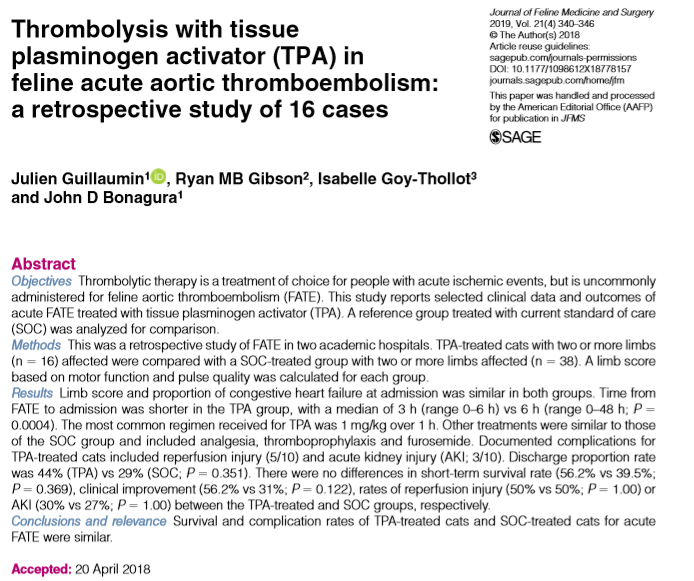 Thrombolysis with tissue
plasminogen activator (TPA) in
feline acute aortic thromboembolism:
a retrospective study of 16 cases
Journal of Feline Medicine and Surgery
2019, Vol. 21(4) 340–346
© The Author(s) 2018
Article reuse guidelines:
sagepub.com/journals-permissions
DOI: 10.1177/1098612X18778157
journals.sagepub.com/home/jfm
This paper was handled and processed
by the American Editorial Office (AAFP)
for publication in JFMS
SAGE
Julien Guillaumin1 iD, Ryan MB Gibson2, Isabelle Goy-Thollot3
and John D Bonagura1
Abstract
Objectives Thrombolytic therapy is a treatment of choice for people with acute ischemic events, but is uncommonly
administered for feline aortic thromboembolism (FATE). This study reports selected clinical data and outcomes of
acute FATE treated with tissue plasminogen activator (TPA). A reference group treated with current standard of care
(SOC) was analyzed for comparison.
Methods This was a retrospective study of FATE in two academic hospitals. TPA-treated cats with two or more limbs
(n = 16) affected were compared with a SOC-treated group with two or more limbs affected (n = 38). A limb score
based on motor function and pulse quality was calculated for each group.
Results Limb score and proportion of congestive heart failure at admission was similar in both groups. Time from
FATE to admission was shorter in the TPA group, with a median of 3 h (range 0–6 h) vs 6 h (range 0–48 h; P =
0.0004). The most common regimen received for TPA was 1 mg/kg over 1 h. Other treatments were similar to those
of the SOC group and included analgesia, thromboprophylaxis and furosemide. Documented complications for
TPA-treated cats included reperfusion injury (5/10) and acute kidney injury (AKI; 3/10). Discharge proportion rate
was 44% (TPA) vs 29% (SOC; P = 0.351). There were no differences in short-term survival rate (56.2% vs 39.5%;
P = 0.369), clinical improvement (56.2% vs 31%; P = 0.122), rates of reperfusion injury (50% vs 50%; P = 1.00) or
AKI (30% vs 27%; P = 1.00) between the TPA-treated and SOC groups, respectively.
Conclusions and relevance Survival and complication rates of TPA-treated cats and SOC-treated cats for acute
FATE were similar.
Accepted: 20 April 2018